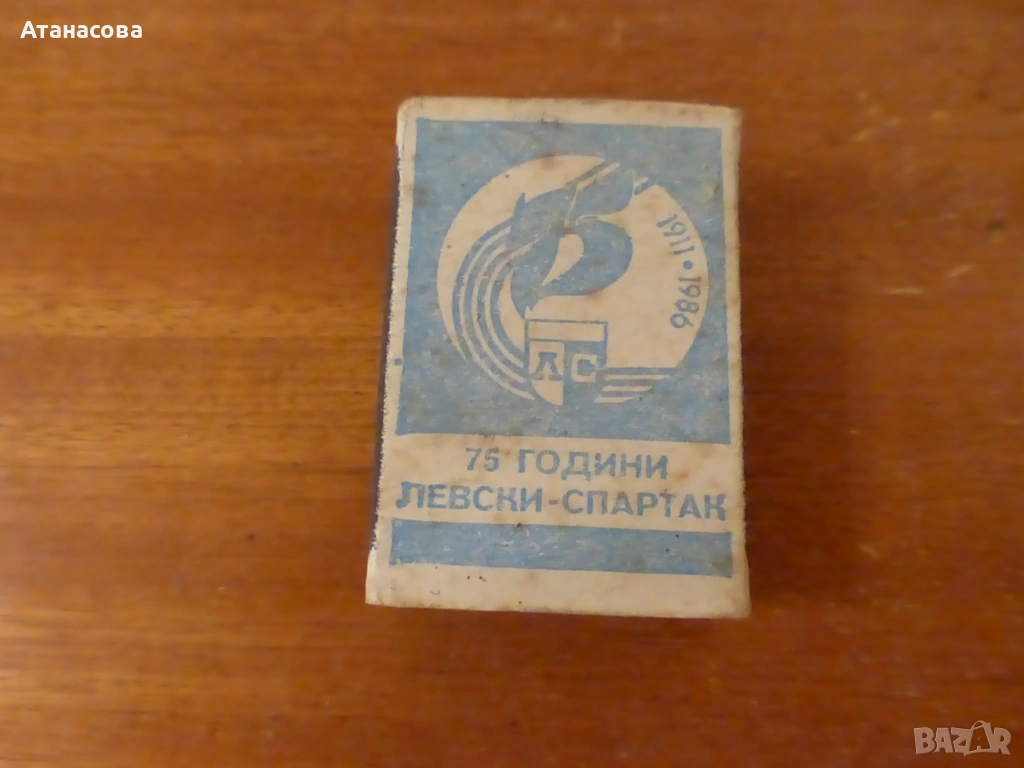 Атанасова
1911 • 1986
ЛС
75 ГОДИНИ
ЛЕВСКИ-СПАРТАК
BAZAR